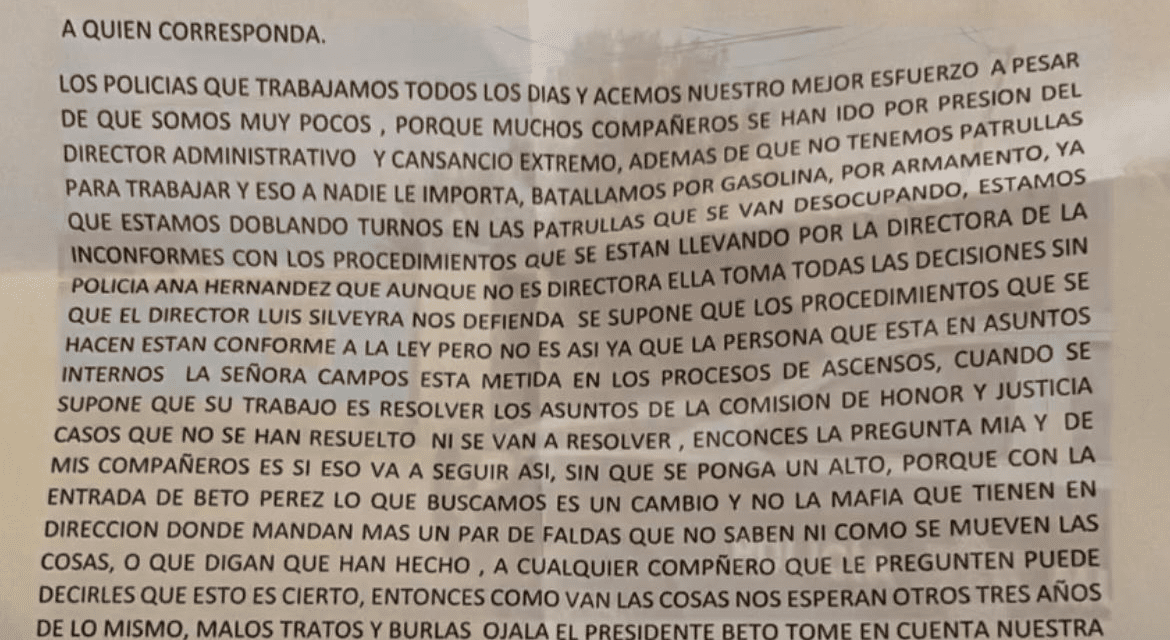 A QUIEN CORRESPONDA.
LOS POLICIAS QUE TRABAJAMOS TODOS LOS DIAS Y ACEMOS NUESTRO MEJOR ESFUERZO A PESAR
DE QUE SOMOS MUY POCOS , PORQUE MUCHOS COMPAÑEROS SE HAN IDO POR PRESION DEL
DIRECTOR ADMINISTRATIVO Y CANSANCIO EXTREMO, ADEMAS DE QUE NO TENEMOS PATRULLAS
PARA TRABAJAR Y ESO A NADIE LE IMPORTA, BATALLAMOS POR GASOLINA, POR ARMAMENTO, YA
QUE ESTAMOS DOBLANDO TURNOS EN LAS PATRULLAS QUE SE VAN DESOCUPANDO, ESTAMOS
INCONFORMES CON LOS PROCEDIMIENTOS QUE SE ESTAN LLEVANDO POR LA DIRECTORA DE LA
POLICIA ANA HERNANDEZ QUE AUNQUE NO ES DIRECTORA ELLA TOMA TODAS LAS DECISIONES SIN
QUE EL DIRECTOR LUIS SILVEYRA NOS DEFIENDA SE SUPONE QUE LOS PROCEDIMIENTOS QUE SE
HACEN ESTAN CONFORME A LA LEY PERO NO ES ASI YA QUE LA PERSONA QUE ESTA EN ASUNTOS
INTERNOS LA SEÑORA CAMPOS ESTA METIDA EN LOS PROCESOS DE ASCENSOS, CUANDO SE
SUPONE QUE SU TRABAJO ES RESOLVER LOS ASUNTOS DE LA COMISION DE HONOR Y JUSTICIA
CASOS QUE NO SE HAN RESUELTO NI SE VAN A RESOLVER , ENCONCES LA PREGUNTA MIA Y DE
MIS COMPAÑEROS ES SI ESO VA A SEGUIR ASI, SIN QUE SE PONGA UN ALTO, PORQUE CON LA
ENTRADA DE BETO PEREZ LO QUE BUSCAMOS ES UN CAMBIO Y NO LA MAFIA QUE TIENEN EN
DIRECCION DONDE MANDAN MAS UN PAR DE FALDAS QUE NO SABEN NI COMO SE MUEVEN LAS
COSAS, O QUE DIGAN QUE HAN HECHO , A CUALQUIER COMPÑERO QUE LE PREGUNTEN PUEDE
DECIRLES QUE ESTO ES CIERTO, ENTONCES COMO VAN LAS COSAS NOS ESPERAN OTROS TRES AÑOS
DE LO MISMO, MALOS TRATOS Y BURLAS OJALA EL PRESIDENTE BETO TOME EN CUENTA NUESTRA